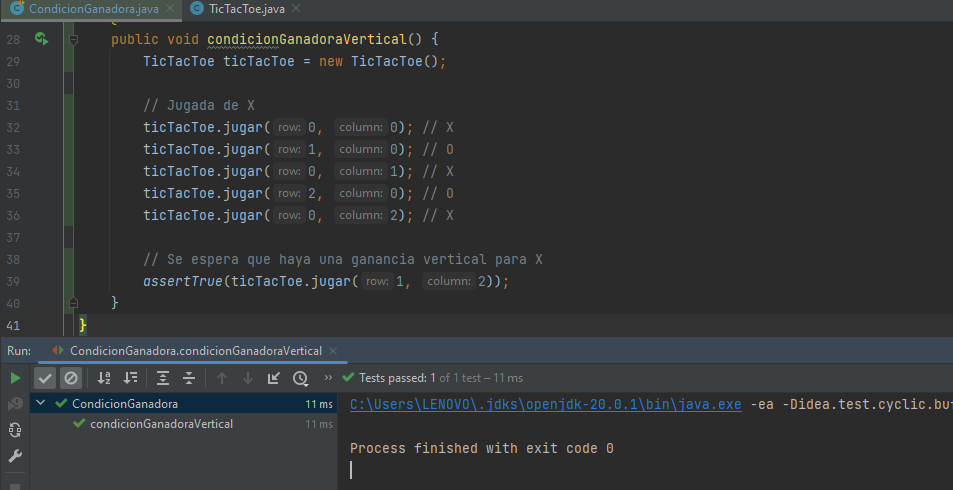 CondicionGanadora.java TicTacToe.java
28 public void condicionGanadoraVertical() {
29 TicTacToe ticTacToe = new TicTacToe();
30
31 // Jugada de X
32 ticTacToe.jugar( row: 0, column: 0); // X
33 ticTacToe.jugar( row: 1, column: 0); // O
34 ticTacToe.jugar( row: 0, column: 1); // X
35 ticTacToe.jugar( row: 2, column: 0); // O
36 ticTacToe.jugar( row: 0, column: 2); // X
37
38 // Se espera que haya una ganancia vertical para X
39 assertTrue(ticTacToe.jugar( row: 1, column: 2));
40 }
41 }
Run: CondicionGanadora.condicionGanadoraVertical
Tests passed: 1 of 1 test – 11 ms
CondicionGanadora 11 ms
condicionGanadoraVertical 11 ms
C:\Users\LENOVO\.jdks\openjdk-20.0.1\bin\java.exe -ea -Didea.test.cyclic.bu
Process finished with exit code 0